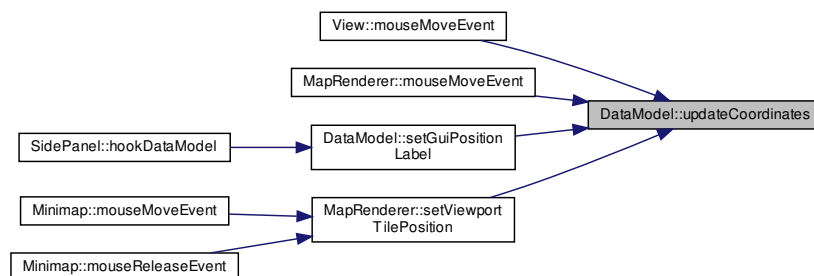 View::mouseMoveEvent
MapRenderer::mouseMoveEvent
DataModel::updateCoordinates
SidePanel::hookDataModel
DataModel::setGuiPosition
Label
Minimap::mouseMoveEvent
MapRenderer::setViewport
TilePosition
Minimap::mouseReleaseEvent